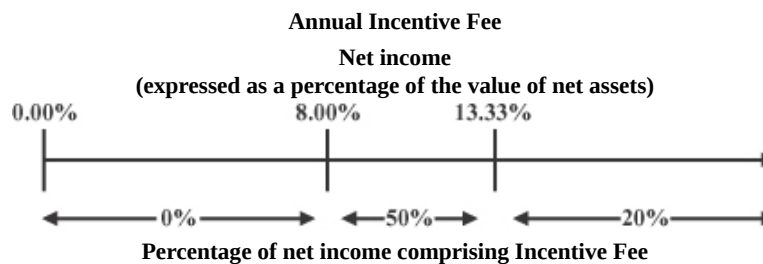 Annual Incentive Fee
Net income
(expressed as a percentage of the value of net assets)
0.00% 8.00% 13.33%
0% 50% 20%
Percentage of net income comprising Incentive Fee